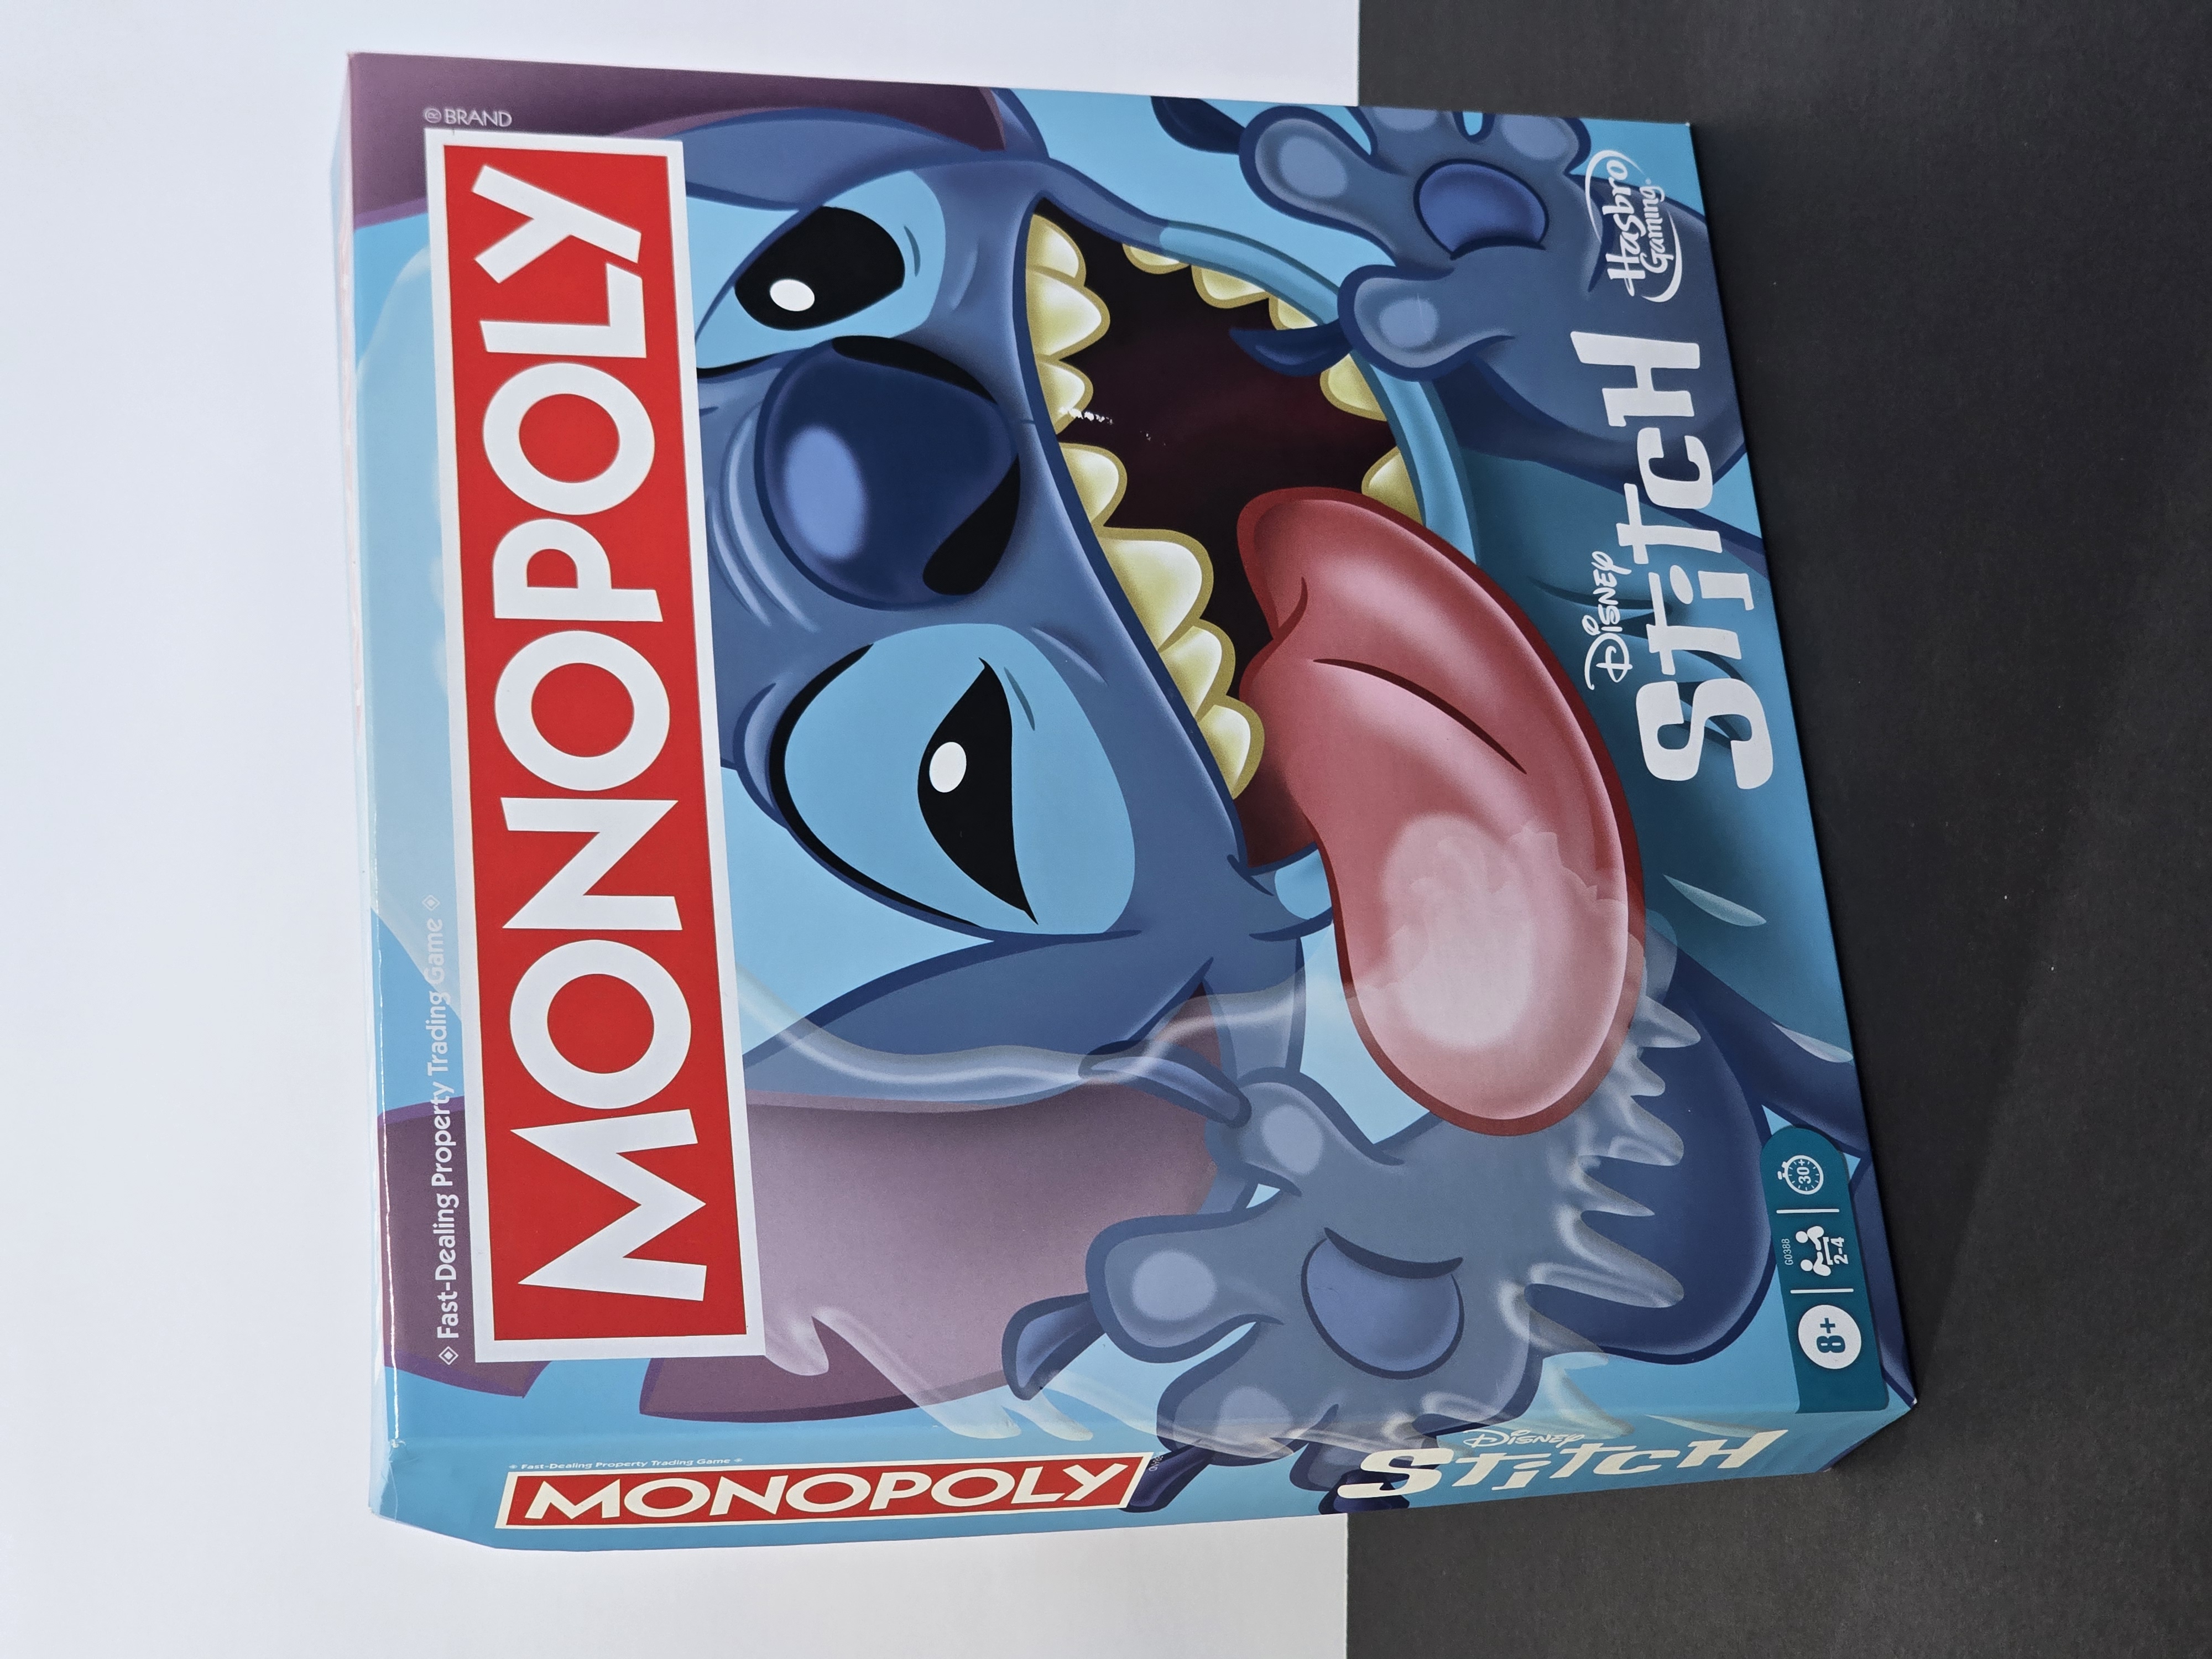 Fast-Dealing Property Trading Game
MONOPOLY
® BRAND
DISNEY
STITCH
Hasbro
Gaming
8+
G0388
2-4
30+
Fast-Dealing Property Trading Game
MONOPOLY
DISNEY
STITCH